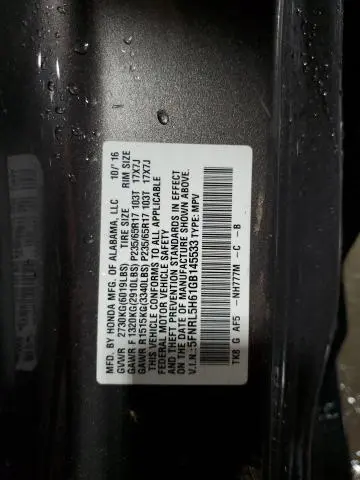 MFD. BY HONDA MFG. OF ALABAMA, LLC 10/'16
GVWR 2730KG(6019LBS) TIRE SIZE RIM SIZE
GAWR F 1320KG(2910LBS) P235/65R17 103T 17X7J
GAWR R1515KG(3340LBS) P235/65R17 103T 17X7J
THIS VEHICLE CONFORMS TO ALL APPLICABLE
FEDERAL MOTOR VEHICLE SAFETY
AND THEFT PREVENTION STANDARDS IN EFFECT
ON THE DATE OF MANUFACTURE SHOWN ABOVE.
V.I.N.:5FNRL5H61GB145533 TYPE: MPV
TK8 G AF5 -NH777M -C -B